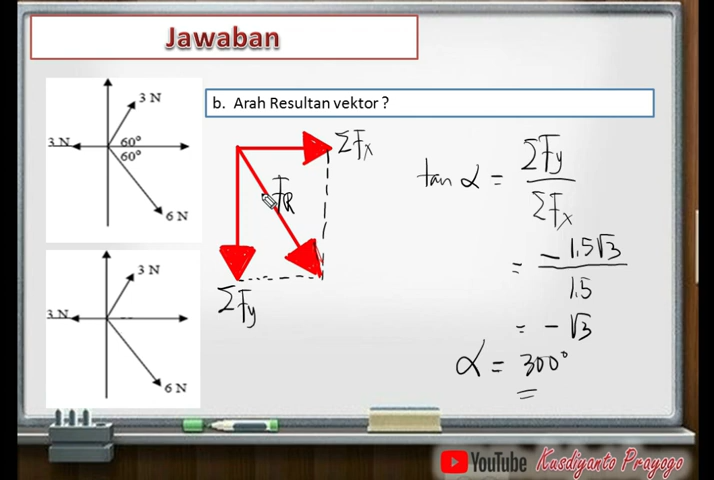 Jawaban
b. Arah Resultan vektor ?
3 N
3 N
60°
60°
6 N
3 N
3 N
6 N
ΣFx
FR
ΣFy
tan α = ΣFy / ΣFx
= -1.5√3 / 1.5
= -√3
α = 300°
YouTube Kusdiyanto Prayogo